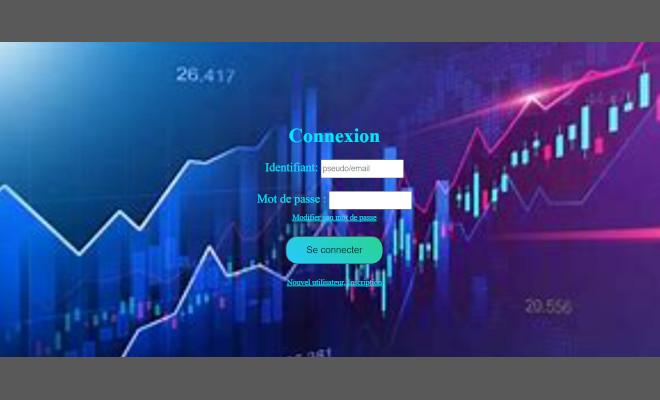 26,417
Connexion
Identifiant: pseudo/email
Mot de passe :
Modifier son mot de passe
Se connecter
Nouvel utilisateur, inscription
20.556